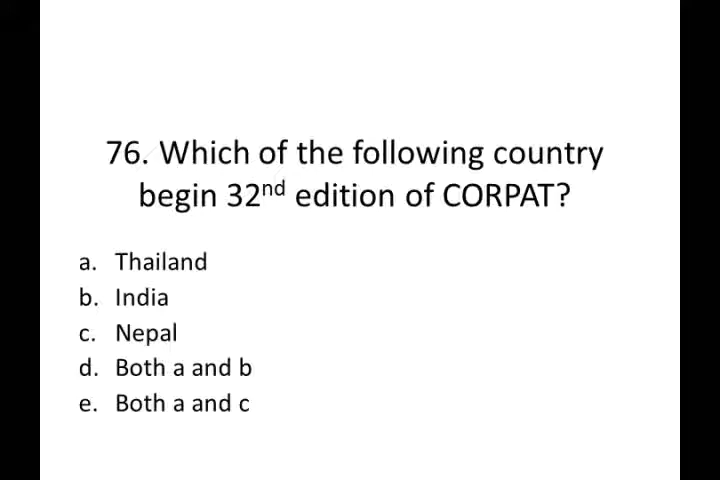 76. Which of the following country
begin 32nd edition of CORPAT?
a. Thailand
b. India
c. Nepal
d. Both a and b
e. Both a and c